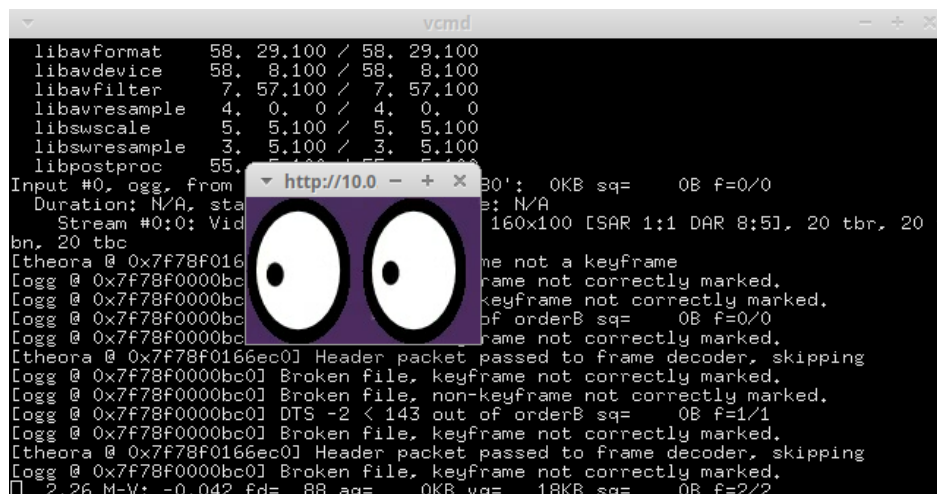 vcmd
libavformat 58. 29.100 / 58. 29.100
libavdevice 58. 8.100 / 58. 8.100
libavfilter 7. 57.100 / 7. 57.100
libavresample 4. 0. 0 / 4. 0. 0
libswscale 5. 5.100 / 5. 5.100
libswresample 3. 5.100 / 3. 5.100
libpostproc 55.
http://10.0
Input #0, ogg, from 80': 0KB sq= 0B f=0/0
Duration: N/A, sta e: N/A
Stream #0:0: Vid 160x100 [SAR 1:1 DAR 8:5], 20 tbr, 20
bn, 20 tbc
[theora @ 0x7f78f016 me not a keyframe
[ogg @ 0x7f78f0000bc rame not correctly marked.
[ogg @ 0x7f78f0000bc keyframe not correctly marked.
[ogg @ 0x7f78f0000bc of orderB sq= 0B f=0/0
[ogg @ 0x7f78f0000bc rame not correctly marked.
[theora @ 0x7f78f0166ec0] Header packet passed to frame decoder, skipping
[ogg @ 0x7f78f0000bc0] Broken file, keyframe not correctly marked.
[ogg @ 0x7f78f0000bc0] Broken file, non-keyframe not correctly marked.
[ogg @ 0x7f78f0000bc0] DTS -2 < 143 out of orderB sq= 0B f=1/1
[ogg @ 0x7f78f0000bc0] Broken file, keyframe not correctly marked.
[theora @ 0x7f78f0166ec0] Header packet passed to frame decoder, skipping
[ogg @ 0x7f78f0000bc0] Broken file, keyframe not correctly marked.
2.26 M-V: -0.042 fd= 88 aq= 0KB vq= 18KB sq= 0B f=2/2